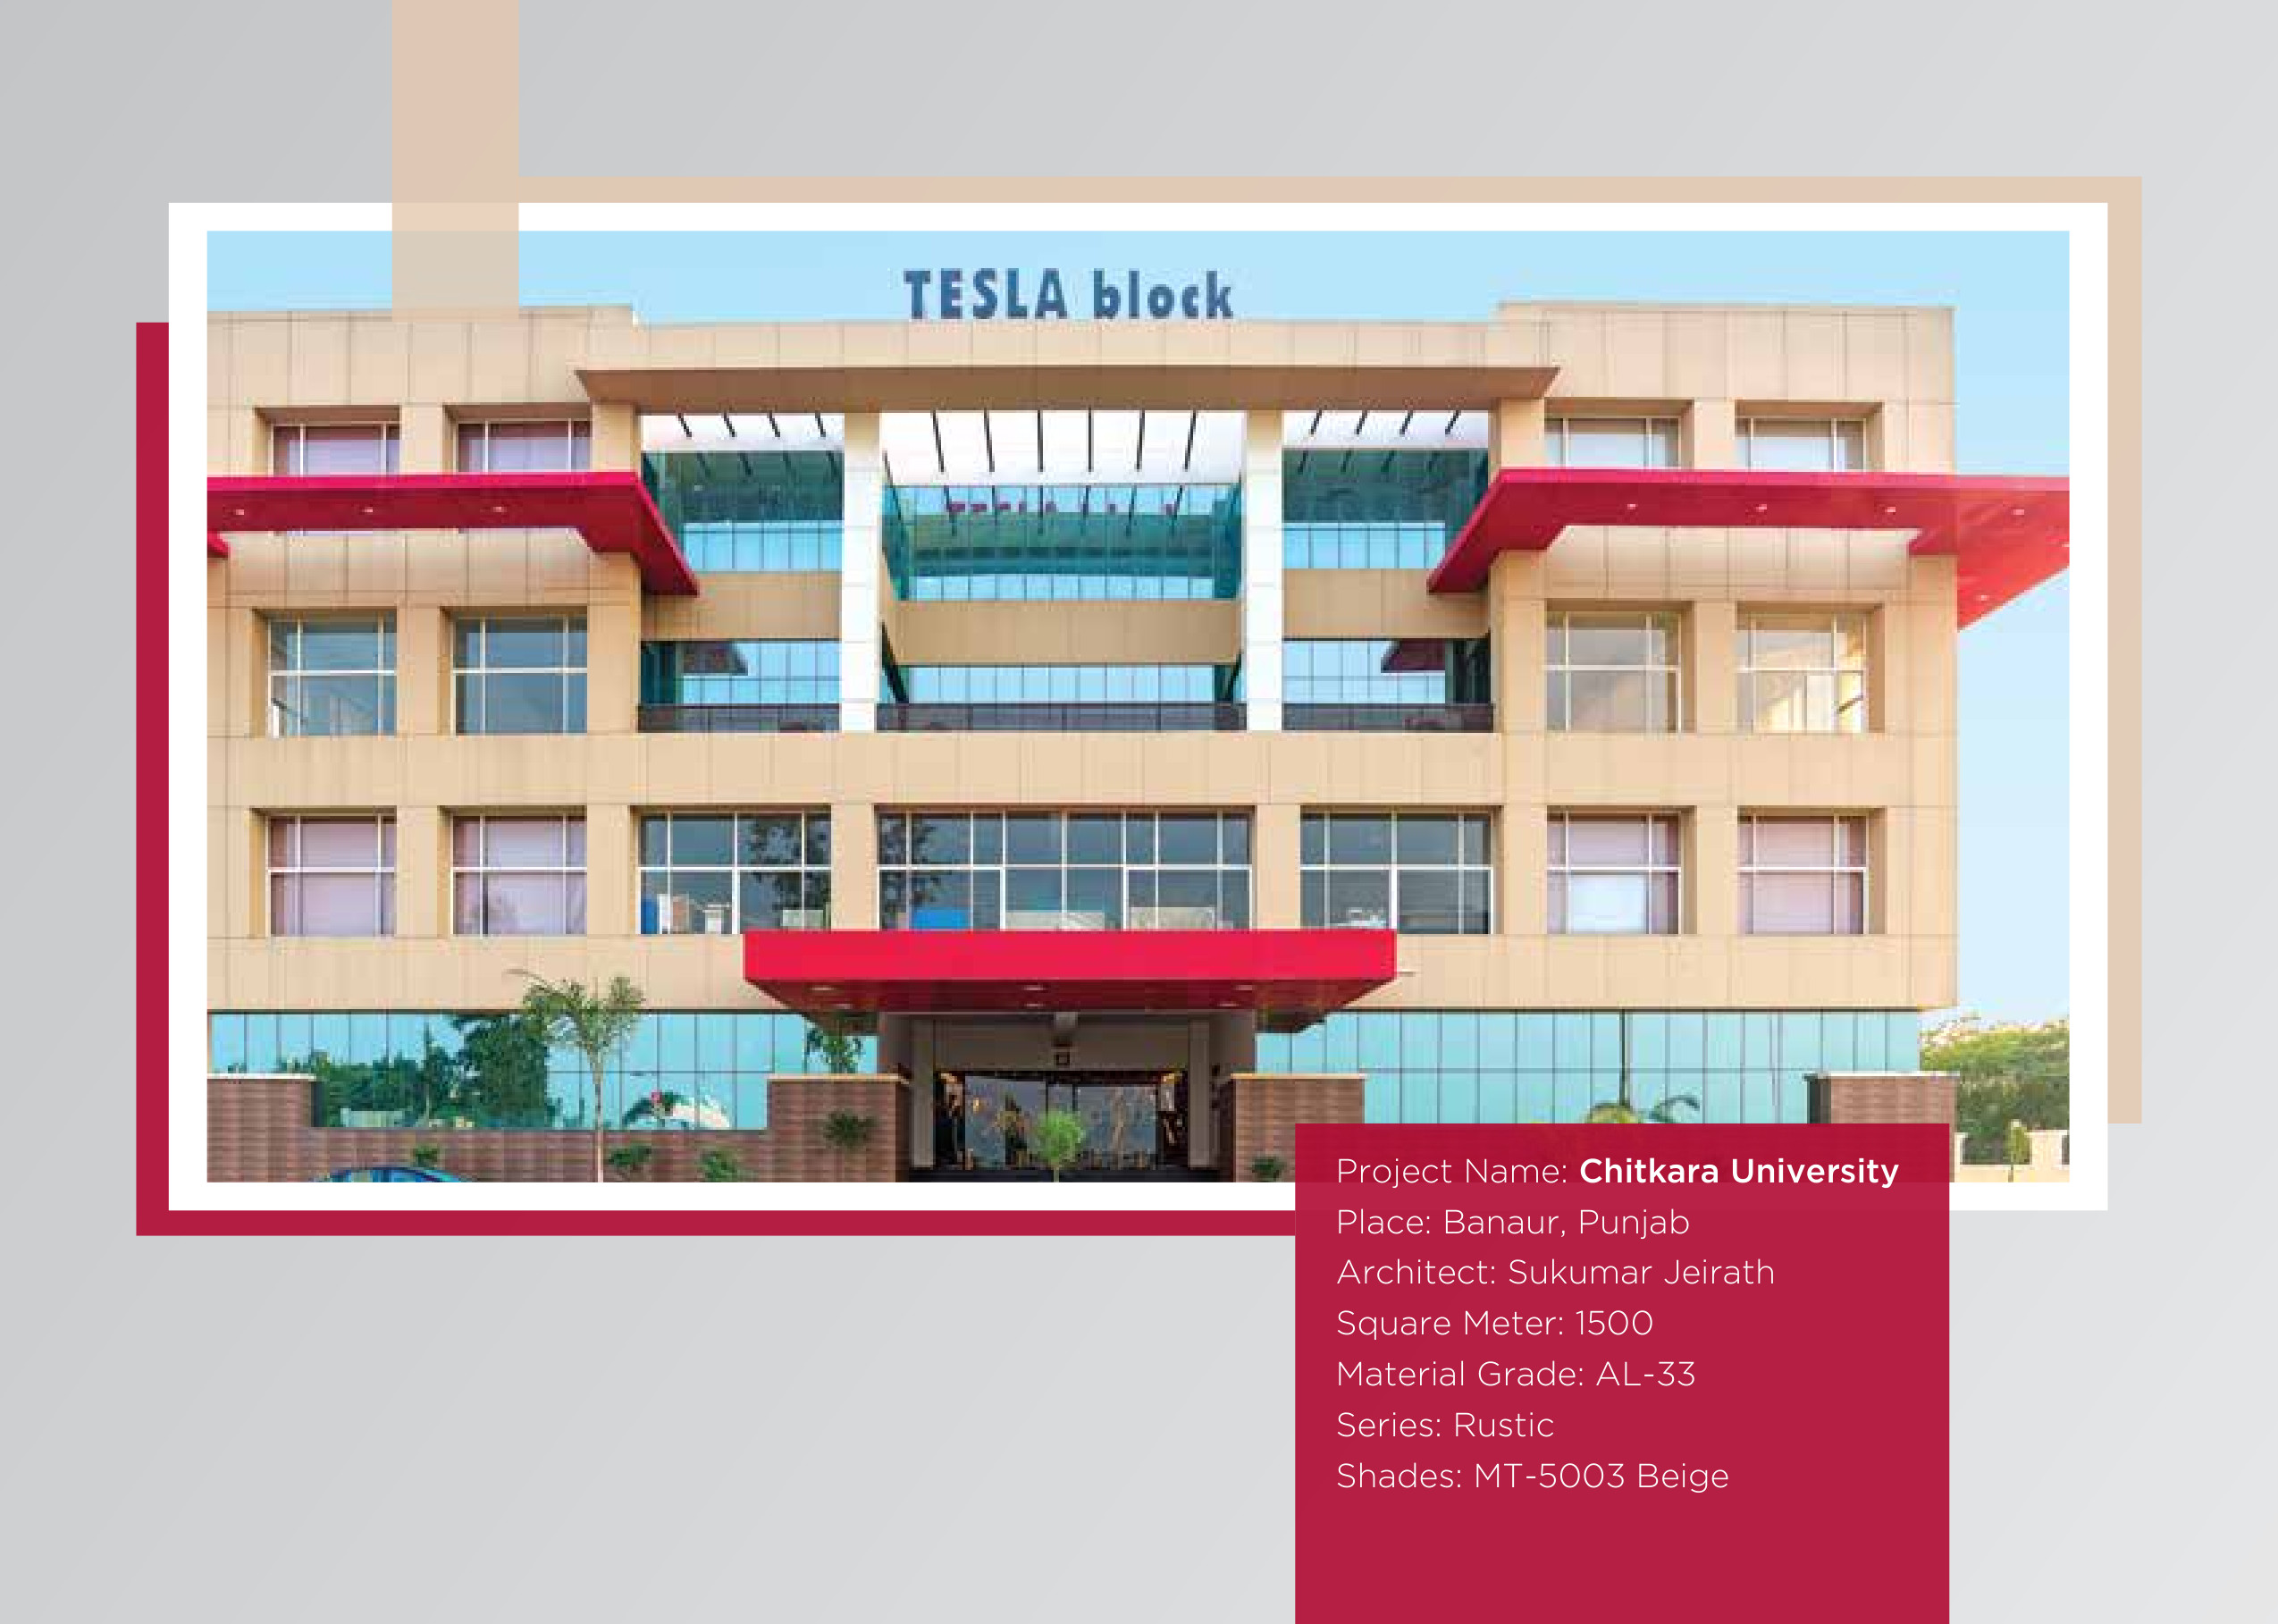 TESLA block
Project Name: Chitkara University
Place: Banaur, Punjab
Architect: Sukumar Jeirath
Square Meter: 1500
Material Grade: AL-33
Series: Rustic
Shades: MT-5003 Beige